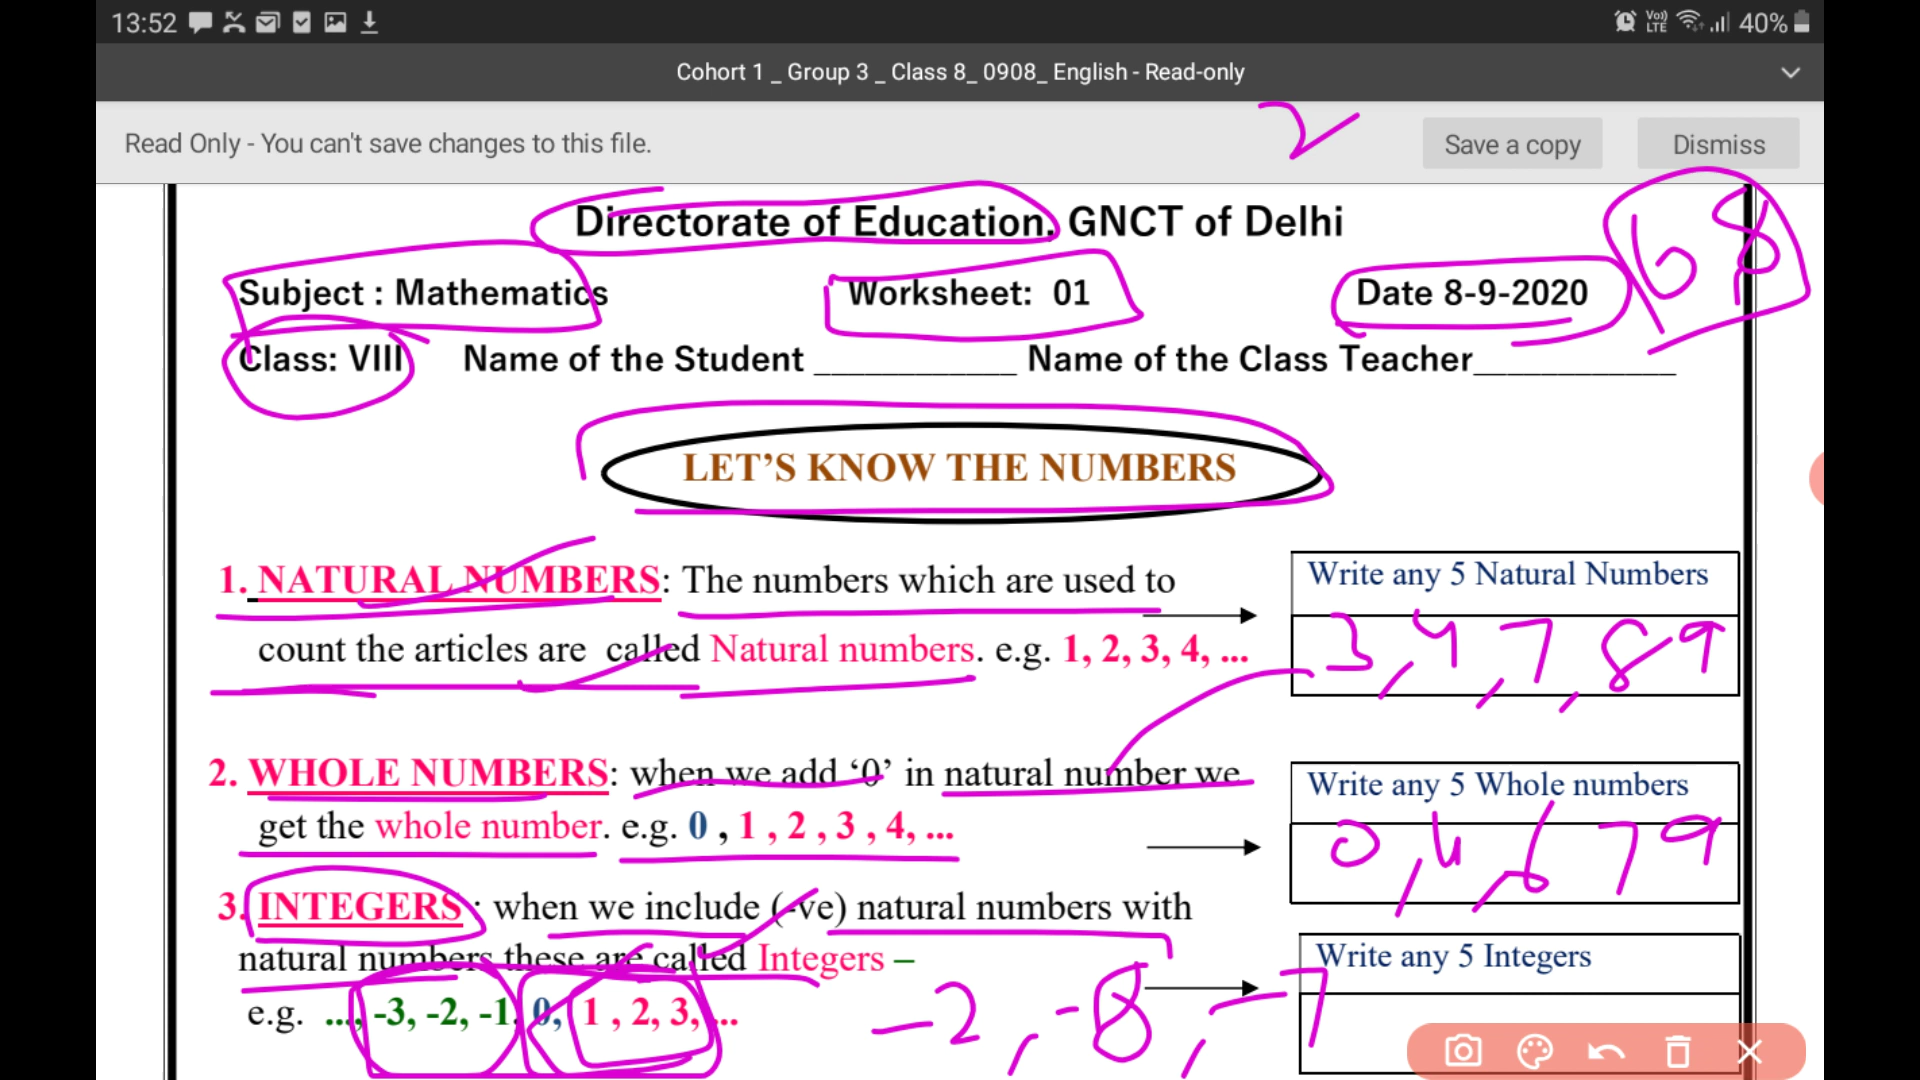 13:52 Vo)) LTE 40%
Cohort 1 _ Group 3 _ Class 8_ 0908_ English - Read-only
2
Read Only - You can't save changes to this file. Save a copy Dismiss
Directorate of Education, GNCT of Delhi
68
Subject : Mathematics Worksheet: 01 Date 8-9-2020
Class: VIII Name of the Student ____________ Name of the Class Teacher____________
LET'S KNOW THE NUMBERS
1. NATURAL NUMBERS: The numbers which are used to
count the articles are called Natural numbers. e.g. 1, 2, 3, 4, ...
Write any 5 Natural Numbers
3, 4, 7, 8 9
2. WHOLE NUMBERS: when we add ‘0’ in natural number we
get the whole number. e.g. 0 , 1 , 2 , 3 , 4, ...
Write any 5 Whole numbers
0, 4, 6 7 9
3. INTEGERS : when we include (-ve) natural numbers with
natural numbers these are called Integers –
e.g. ..., -3, -2, -1, 0, 1 , 2, 3, ...
Write any 5 Integers
-2, -8, -7